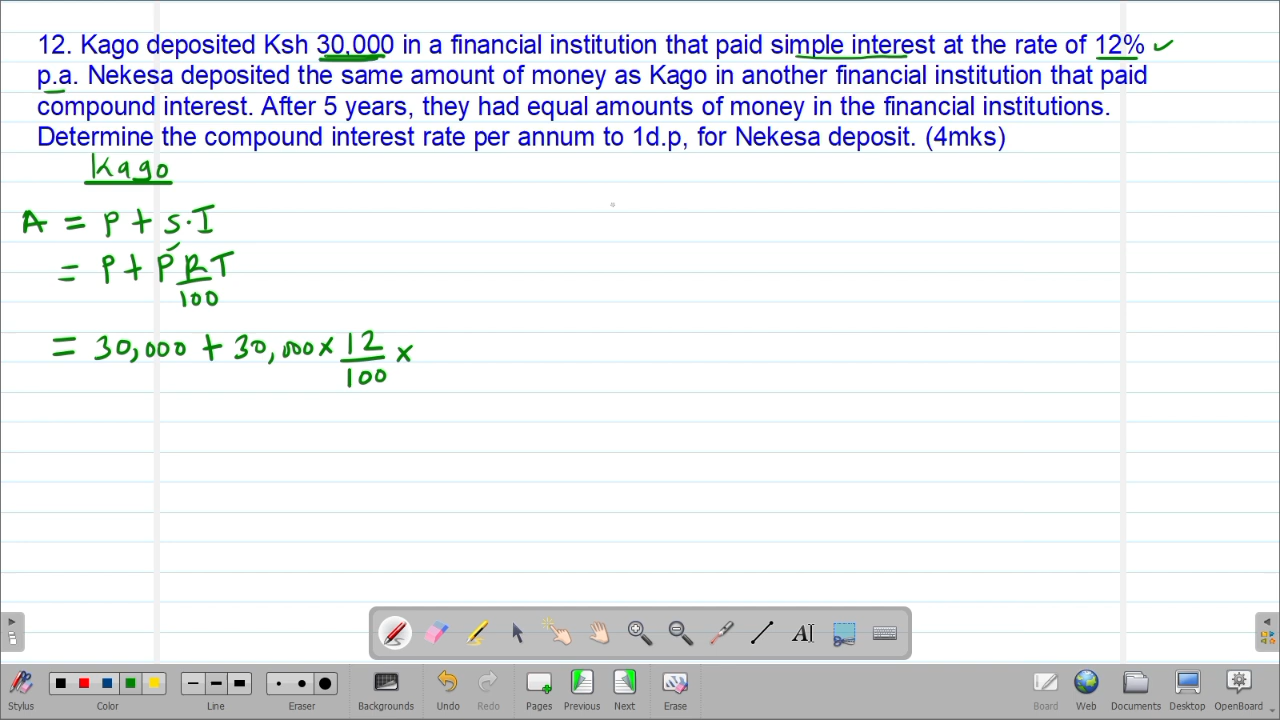 12. Kago deposited Ksh 30,000 in a financial institution that paid simple interest at the rate of 12% ✓
p.a. Nekesa deposited the same amount of money as Kago in another financial institution that paid
compound interest. After 5 years, they had equal amounts of money in the financial institutions.
Determine the compound interest rate per annum to 1d.p, for Nekesa deposit. (4mks)
Kago
A = P + S.I
= P + P R T
100
= 30,000 + 30,000 × 12 ×
100
Stylus Color Line Eraser Backgrounds Undo Redo Pages Previous Next Erase Board Web Documents Desktop OpenBoard